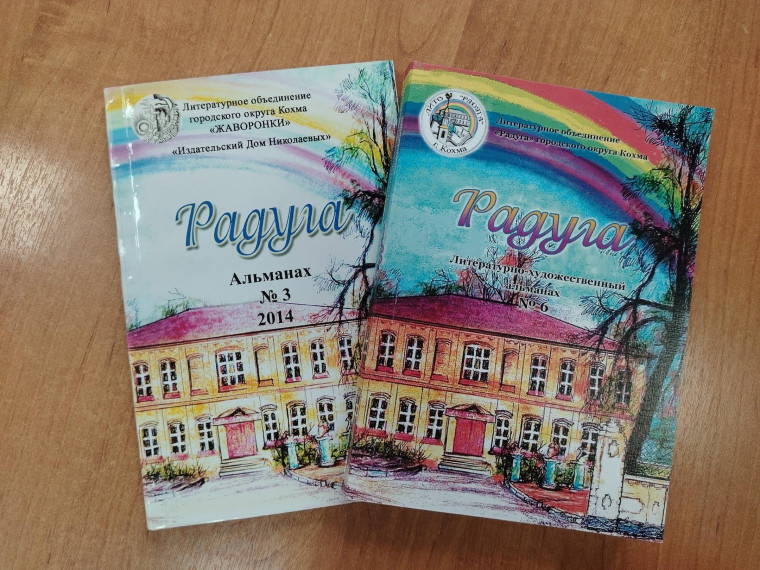 Литературное объединение
городского округа Кохма
«ЖАВОРОНКИ»
«Издательский Дом Николаевых»
Радуга
Альманах
№ 3
2014
г. Кохма
Литературное объединение
«Радуга» городского округа Кохма
Радуга
Литературно-художественный
альманах
№ 6